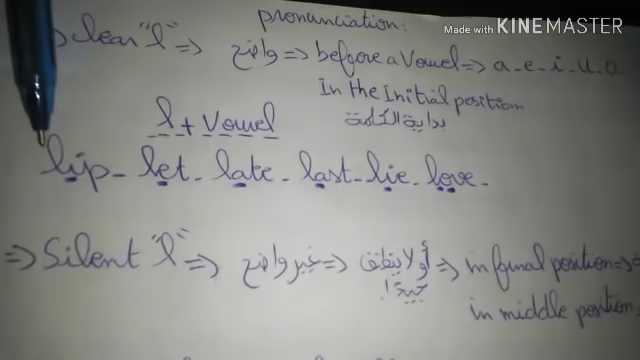 pronunciation:
Made with KINEMASTER
clear "l" => واضح => before a Vowel => a - e - i - u - o
In the Initial position
بداية الكلمة
l + Vowel
lip - let - late - last - lie - love -
=> Silent "l" => غير واضح => أو لا ينطق => in final position =>
جيدا!
in middle position